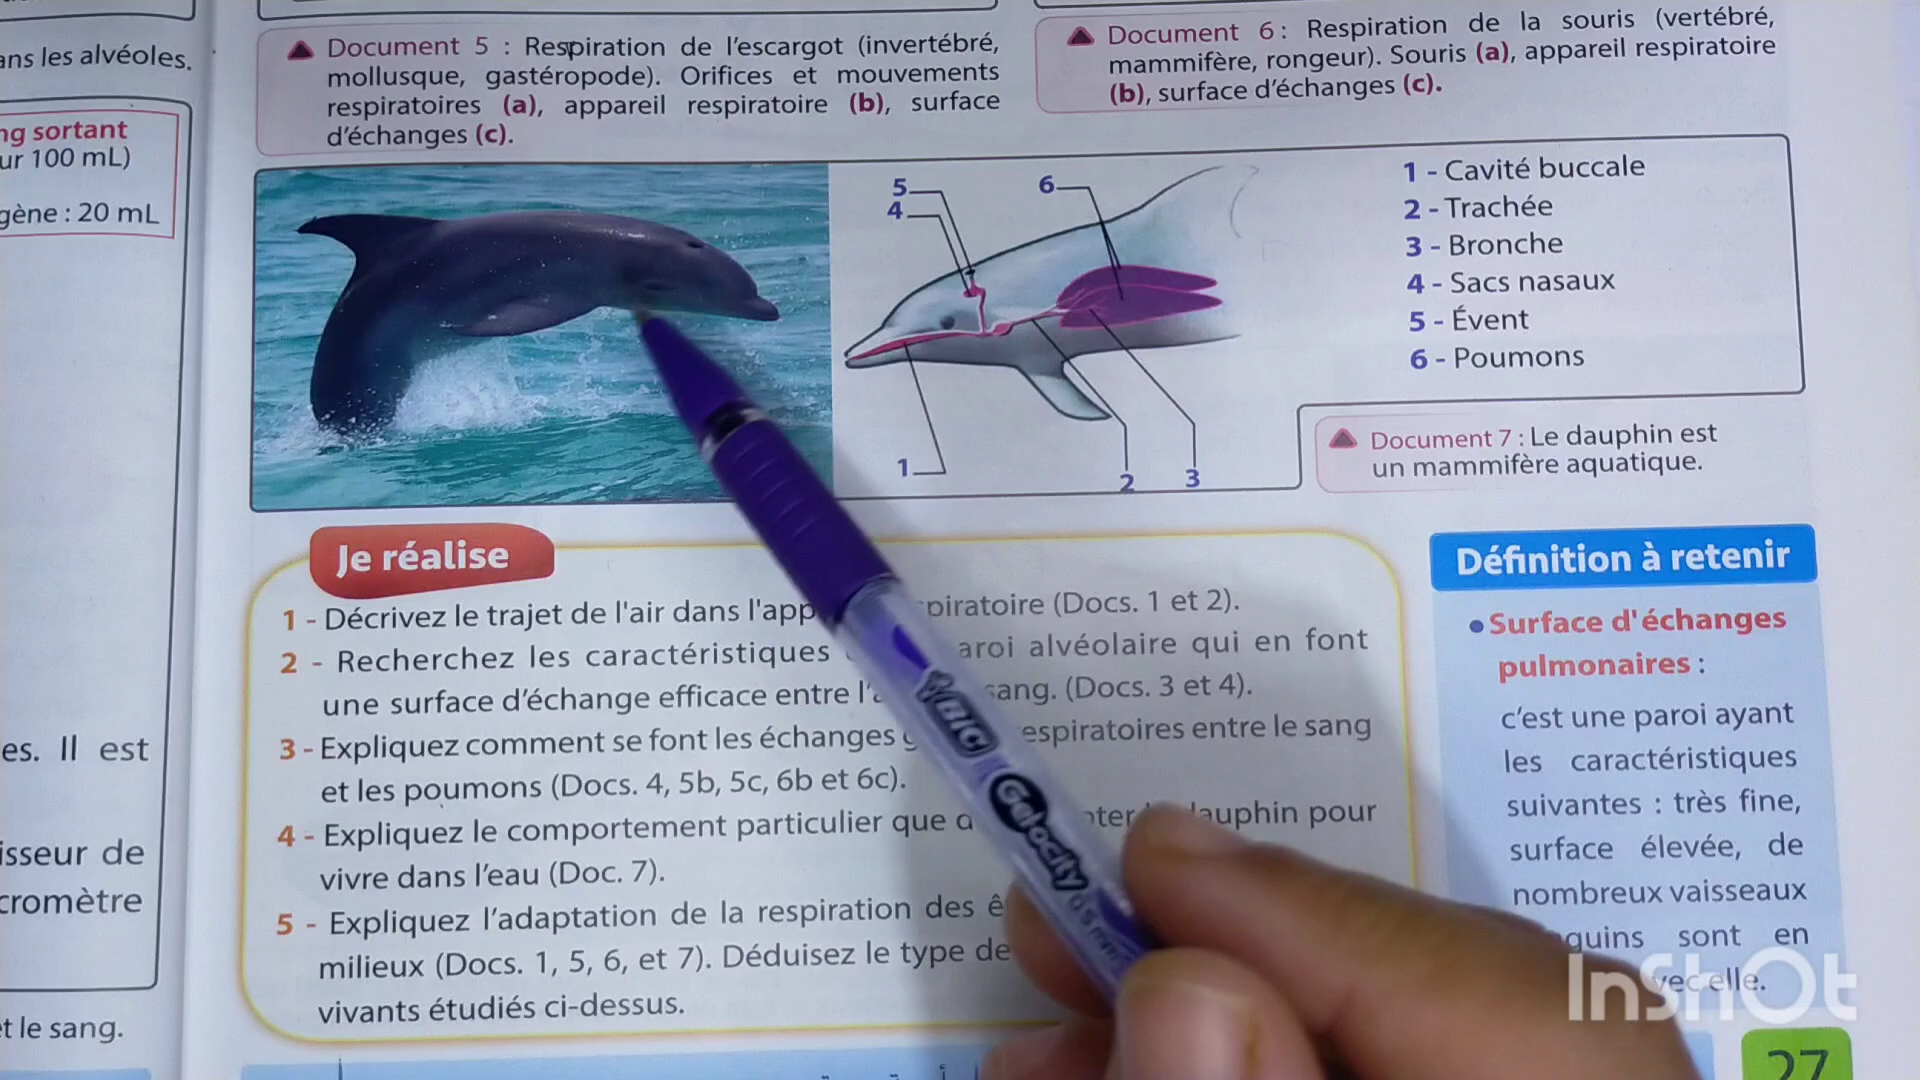 ans les alvéoles.
ng sortant
ur 100 mL)
gène : 20 mL
es. Il est
isseur de
cromètre
et le sang.
Document 5 : Respiration de l'escargot (invertébré,
mollusque, gastéropode). Orifices et mouvements
respiratoires (a), appareil respiratoire (b), surface
d'échanges (c).
Document 6 : Respiration de la souris (vertébré,
mammifère, rongeur). Souris (a), appareil respiratoire
(b), surface d'échanges (c).
5
4
6
1
2
3
1 - Cavité buccale
2 - Trachée
3 - Bronche
4 - Sacs nasaux
5 - Évent
6 - Poumons
Document 7 : Le dauphin est
un mammifère aquatique.
Je réalise
1 - Décrivez le trajet de l'air dans l'app piratoire (Docs. 1 et 2).
2 - Recherchez les caractéristiques aroi alvéolaire qui en font
une surface d'échange efficace entre l' sang. (Docs. 3 et 4).
3 - Expliquez comment se font les échanges espiratoires entre le sang
et les poumons (Docs. 4, 5b, 5c, 6b et 6c).
4 - Expliquez le comportement particulier que dauphin pour
vivre dans l'eau (Doc. 7).
5 - Expliquez l'adaptation de la respiration des
milieux (Docs. 1, 5, 6, et 7). Déduisez le type de
vivants étudiés ci-dessus.
Définition à retenir
• Surface d'échanges
pulmonaires :
c'est une paroi ayant
les caractéristiques
suivantes : très fine,
surface élevée, de
nombreux vaisseaux
guins sont en
vec elle.
27
BIC
Gelocity 0.5 mm
InShOt